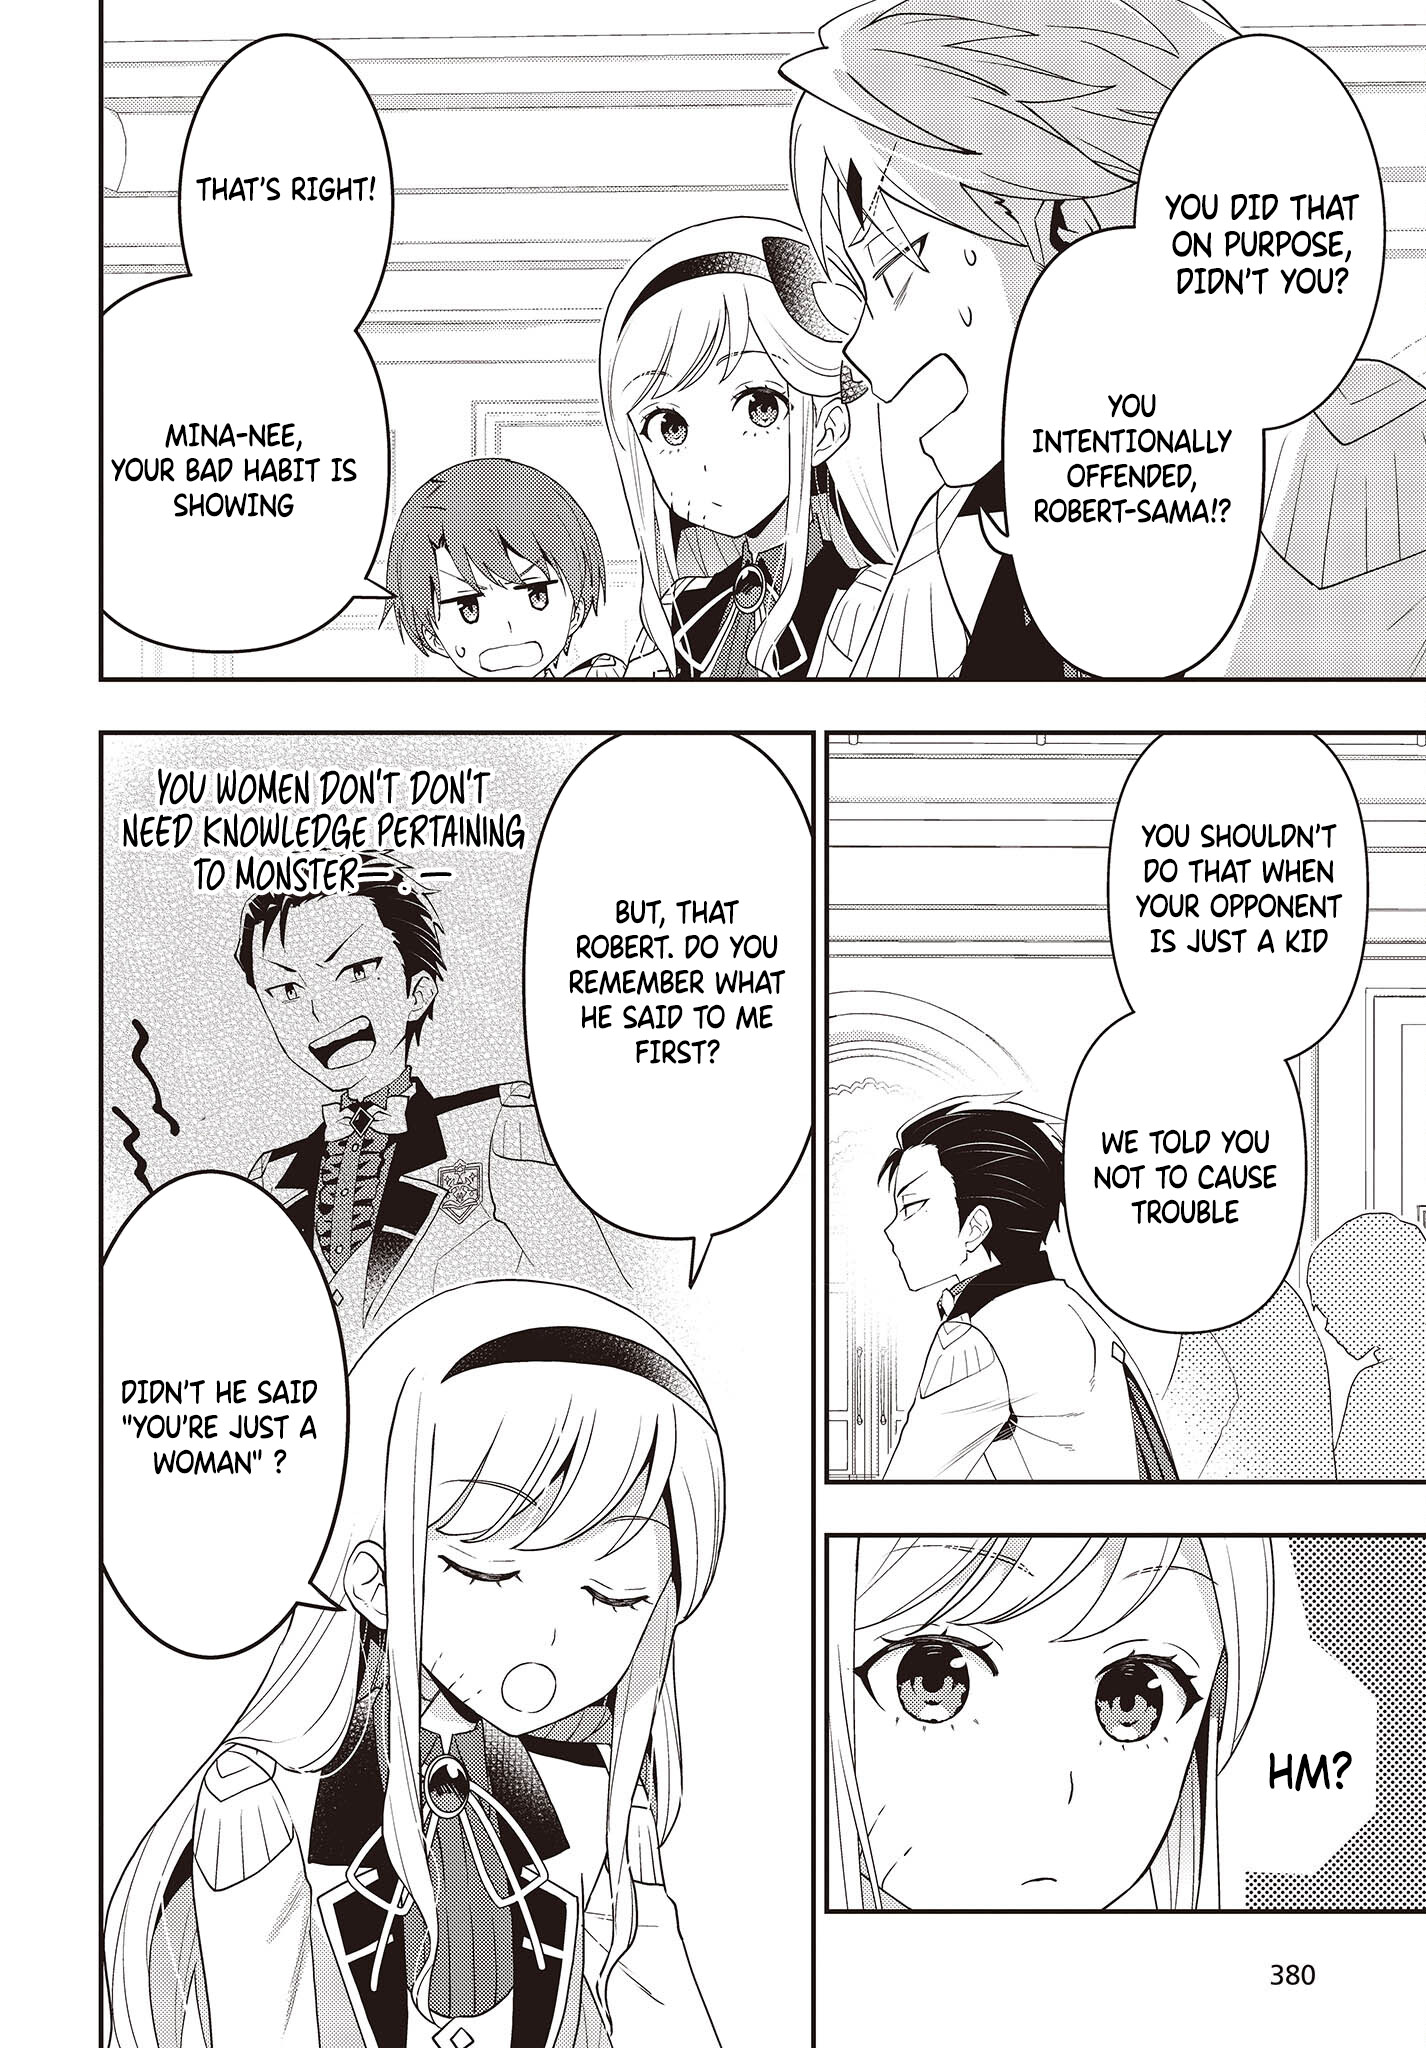 YOU DID THAT
ON PURPOSE,
DIDN'T YOU?
YOU
INTENTIONALLY
OFFENDED,
ROBERT-SAMA!?
THAT'S RIGHT!
MINA-NEE,
YOUR BAD HABIT IS
SHOWING
YOU SHOULDN'T
DO THAT WHEN
YOUR OPPONENT
IS JUST A KID
WE TOLD YOU
NOT TO CAUSE
TROUBLE
HM?
BUT, THAT
ROBERT. DO YOU
REMEMBER WHAT
HE SAID TO ME
FIRST?
YOU WOMEN DON'T DON'T
NEED KNOWLEDGE PERTAINING
TO MONSTER=. —
DIDN'T HE SAID
"YOU'RE JUST A
WOMAN" ?
380